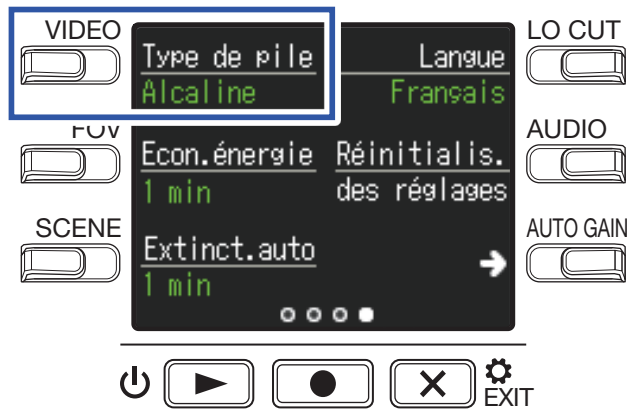 VIDEO
Type de pile
Alcaline
Langue
Fransais
LO CUT
FOV
Econ.énergie
1 min
Réinitialis.
des réglages
AUDIO
SCENE
Extinct.auto
1 min
AUTO GAIN
EXIT